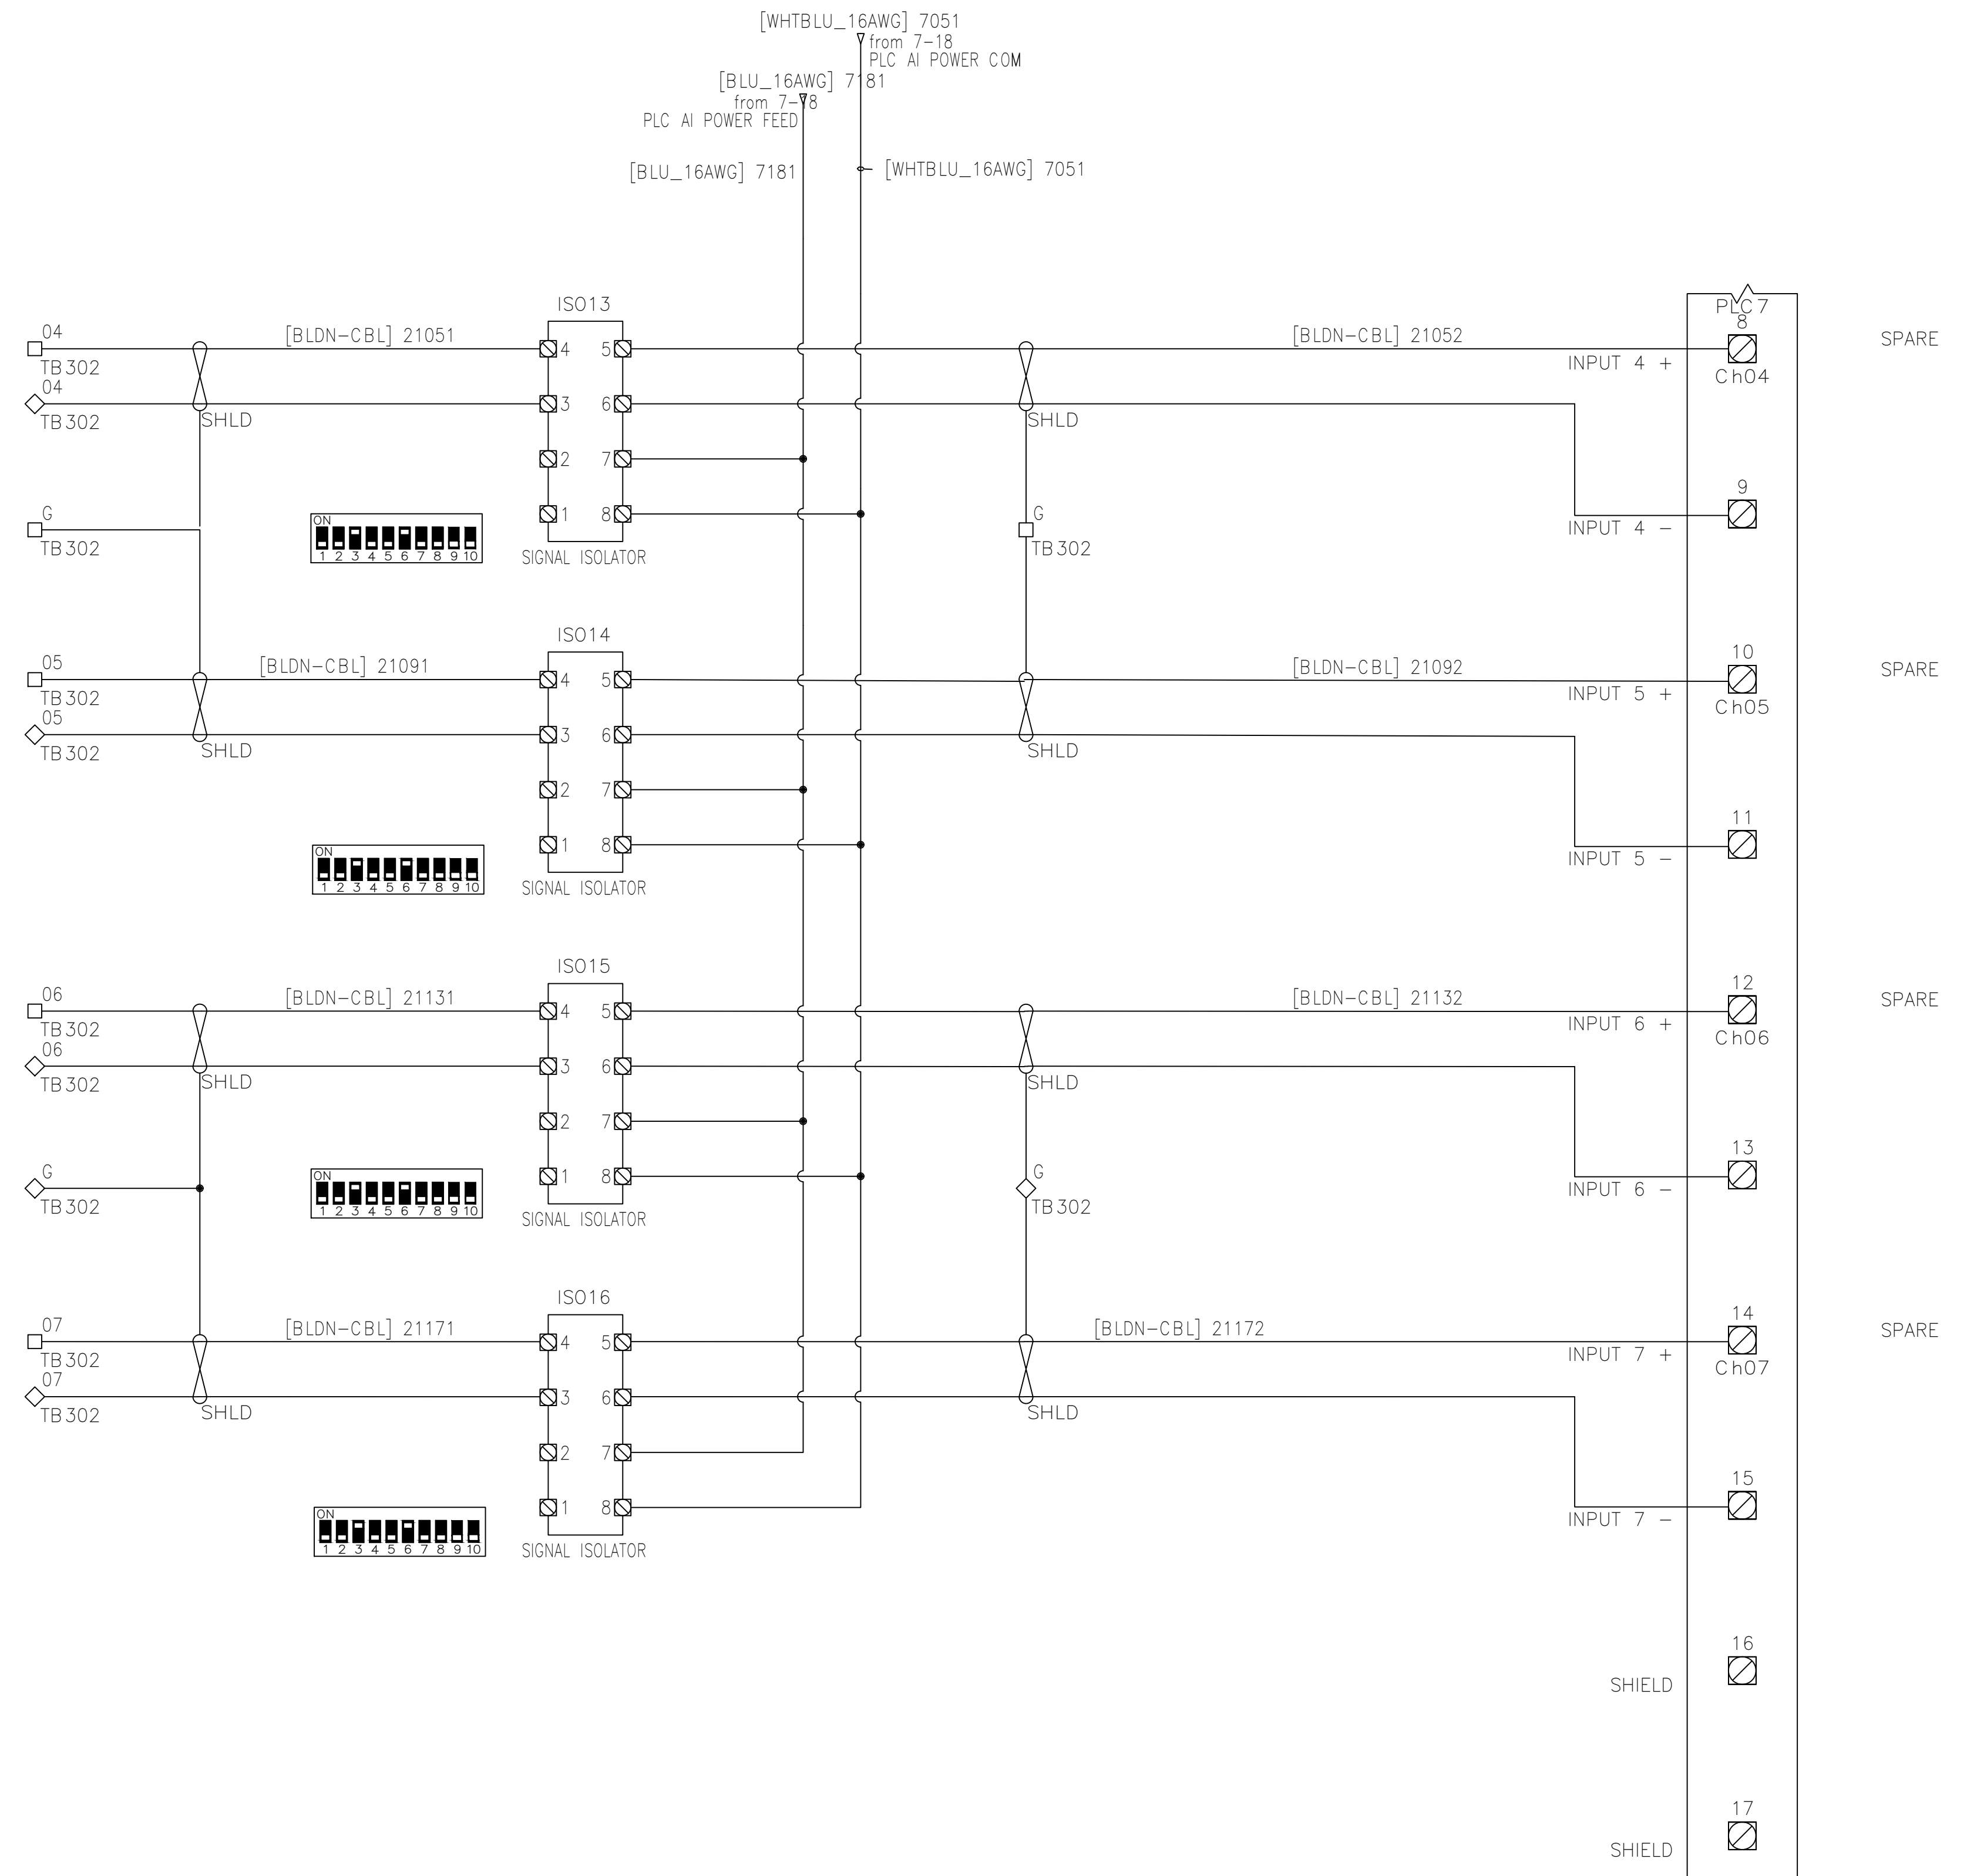 [WHTBLU_16AWG] 7051
from 7-18
PLC AI POWER COM
[BLU_16AWG] 7181
from 7-18
PLC AI POWER FEED
[BLU_16AWG] 7181
[WHTBLU_16AWG] 7051
ISO13
PLC7
04
[BLDN-CBL] 21051
4
5
[BLDN-CBL] 21052
8
SPARE
TB302
INPUT 4 +
Ch04
04
3
6
TB302
SHLD
SHLD
2
7
9
G
ON
1
8
G
INPUT 4 -
TB302
1 2 3 4 5 6 7 8 9 10
SIGNAL ISOLATOR
TB302
ISO14
05
[BLDN-CBL] 21091
4
5
[BLDN-CBL] 21092
10
SPARE
TB302
INPUT 5 +
Ch05
05
3
6
TB302
SHLD
SHLD
2
7
11
ON
1
8
INPUT 5 -
1 2 3 4 5 6 7 8 9 10
SIGNAL ISOLATOR
ISO15
06
[BLDN-CBL] 21131
4
5
[BLDN-CBL] 21132
12
SPARE
TB302
INPUT 6 +
Ch06
06
3
6
TB302
SHLD
SHLD
2
7
13
G
ON
1
8
G
INPUT 6 -
TB302
1 2 3 4 5 6 7 8 9 10
SIGNAL ISOLATOR
TB302
ISO16
07
[BLDN-CBL] 21171
4
5
[BLDN-CBL] 21172
14
SPARE
TB302
INPUT 7 +
Ch07
07
3
6
TB302
SHLD
SHLD
2
7
15
ON
1
8
INPUT 7 -
1 2 3 4 5 6 7 8 9 10
SIGNAL ISOLATOR
16
SHIELD
17
SHIELD